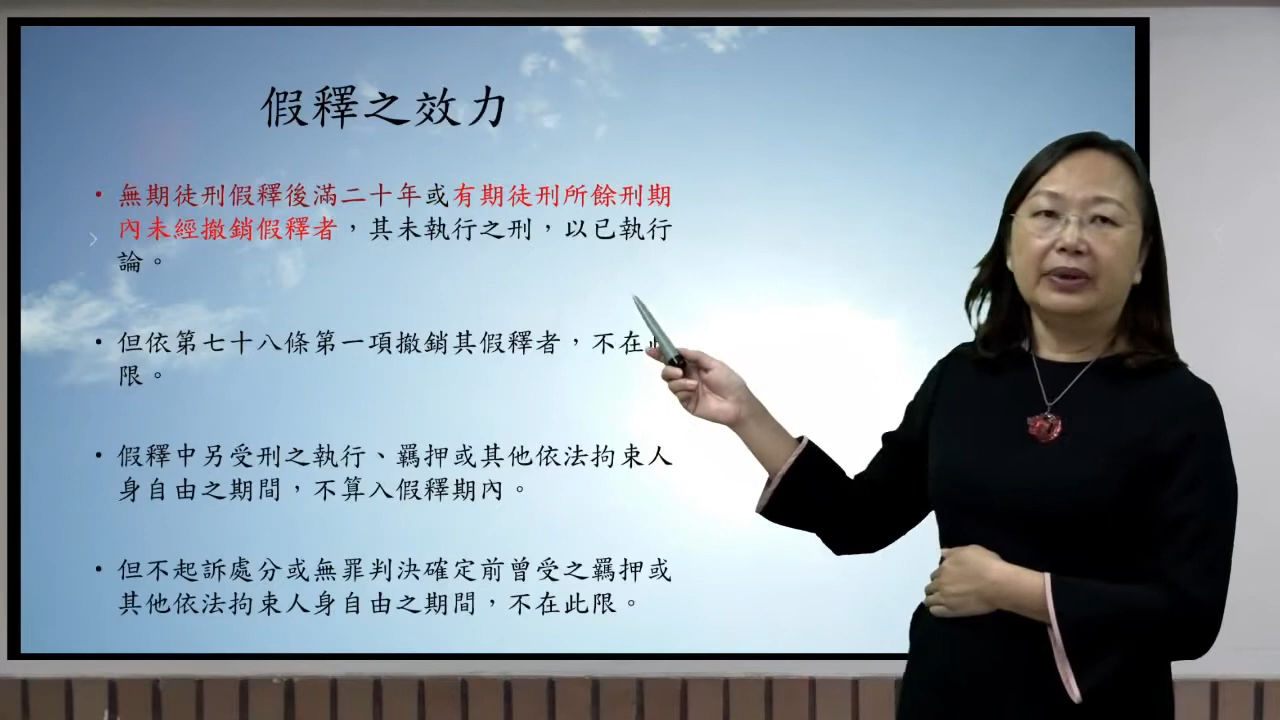 假釋之效力
• 無期徒刑假釋後滿二十年或有期徒刑所餘刑期
內未經撤銷假釋者，其未執行之刑，以已執行
論。
• 但依第七十八條第一項撤銷其假釋者，不在此
限。
• 假釋中另受刑之執行、羈押或其他依法拘束人
身自由之期間，不算入假釋期內。
• 但不起訴處分或無罪判決確定前曾受之羈押或
其他依法拘束人身自由之期間，不在此限。